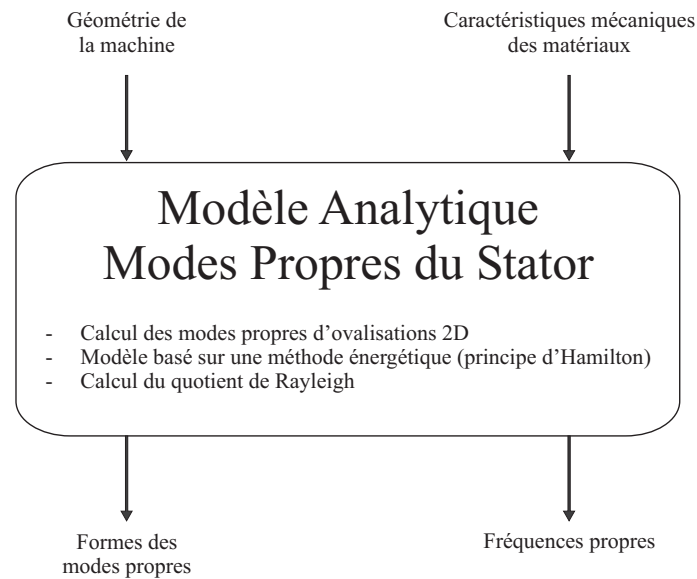 Géométrie de
la machine
Caractéristiques mécaniques
des matériaux
Modèle Analytique
Modes Propres du Stator
- Calcul des modes propres d'ovalisations 2D
- Modèle basé sur une méthode énergétique (principe d'Hamilton)
- Calcul du quotient de Rayleigh
Formes des
modes propres
Fréquences propres